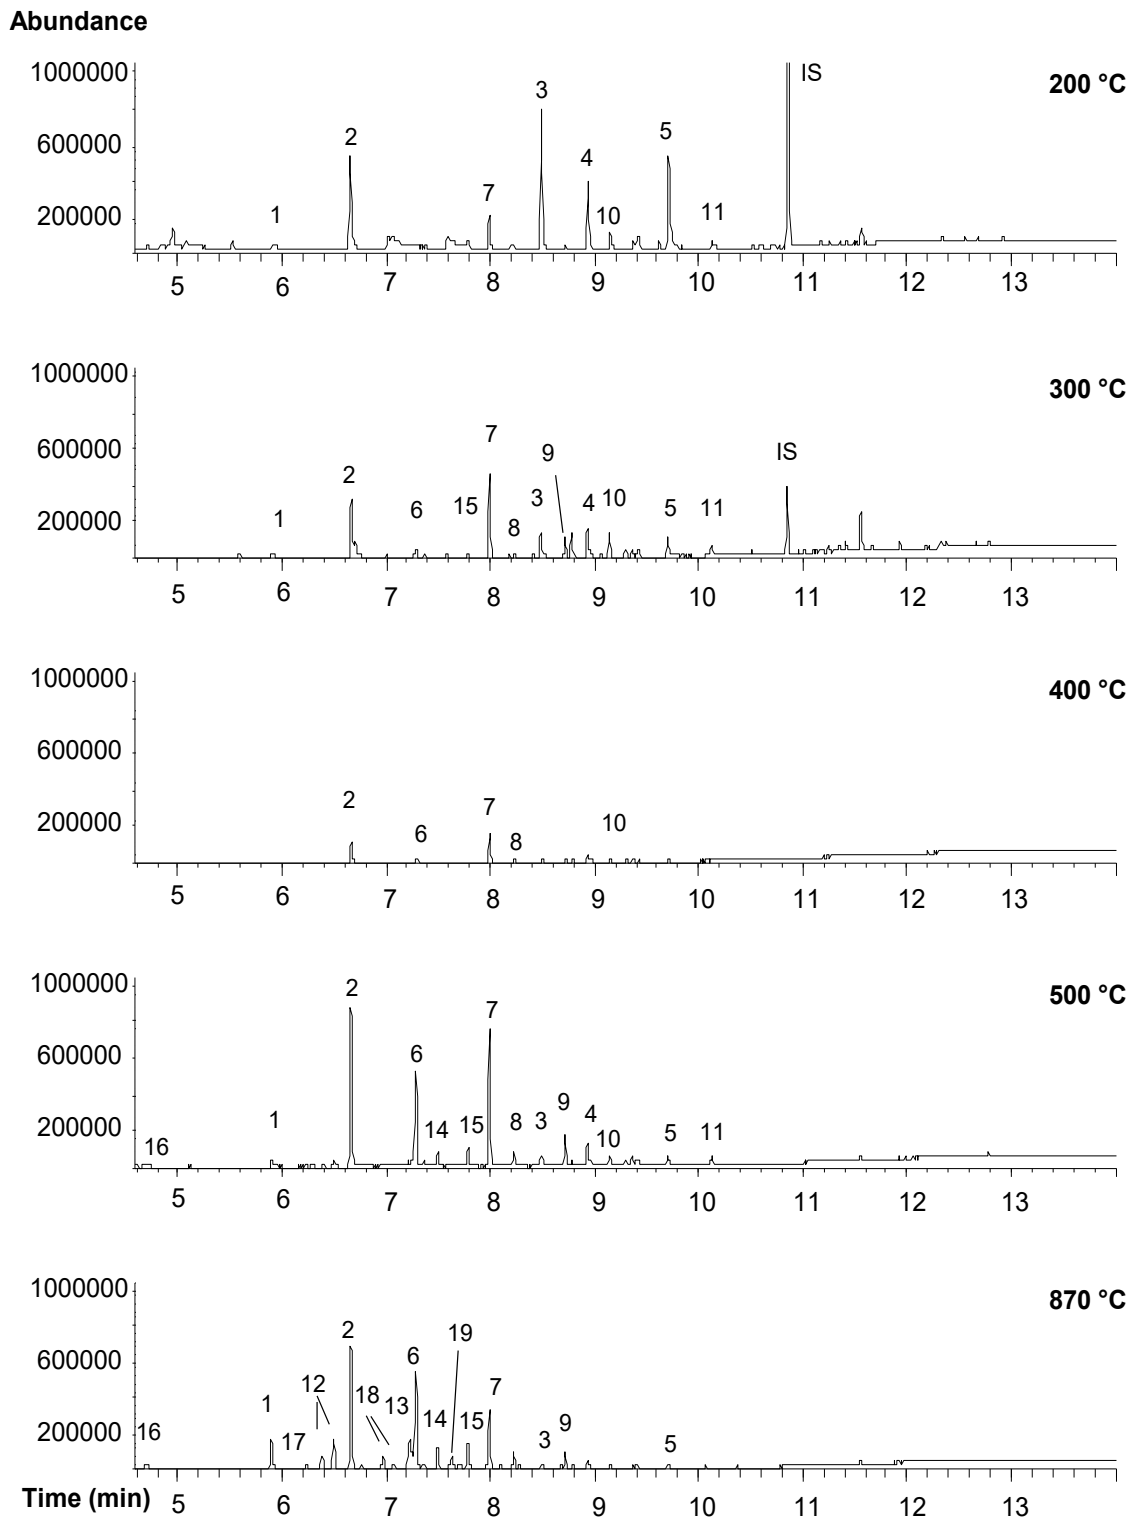 Abundance
1000000 IS 200 °C
3
600000 2 5
4
200000 7
1 10 11
5 6 7 8 9 10 11 12 13
1000000 300 °C
7
600000 9 IS
2
6 15 3 4 10 5 11
200000 1 8
5 6 7 8 9 10 11 12 13
1000000 400 °C
600000
2 7
200000 6 8 10
5 6 7 8 9 10 11 12 13
1000000 2 500 °C
7
600000 6
9
1 14 15 8 3 4
200000 10 5 11
16
5 6 7 8 9 10 11 12 13
1000000 870 °C
2 19
600000 6
12 7
1 18 13
200000 16 17 14 15 9
3 5
Time (min) 5 6 7 8 9 10 11 12 13